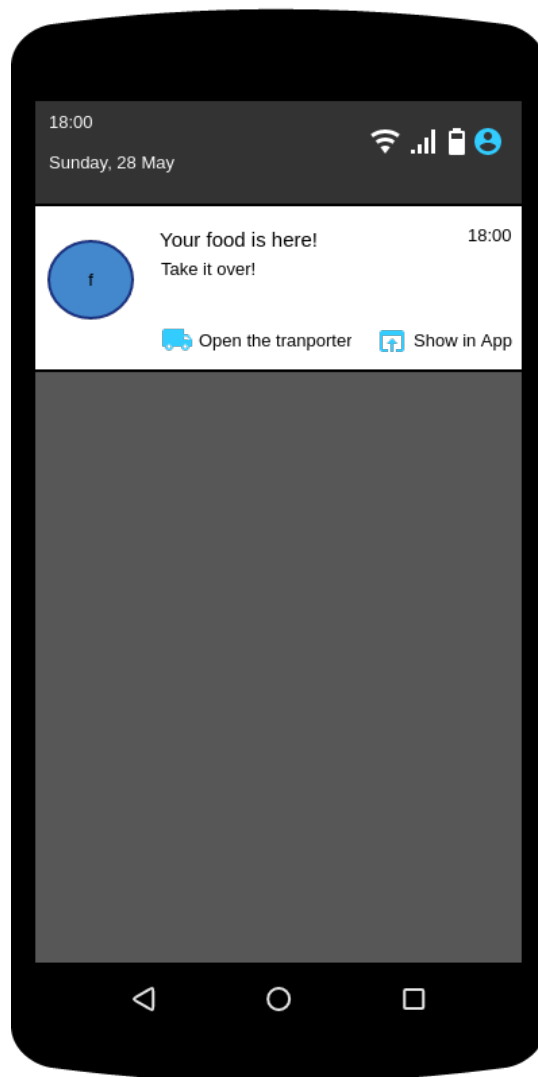 18:00
Sunday, 28 May
Your food is here!
18:00
Take it over!
f
Open the tranporter
Show in App